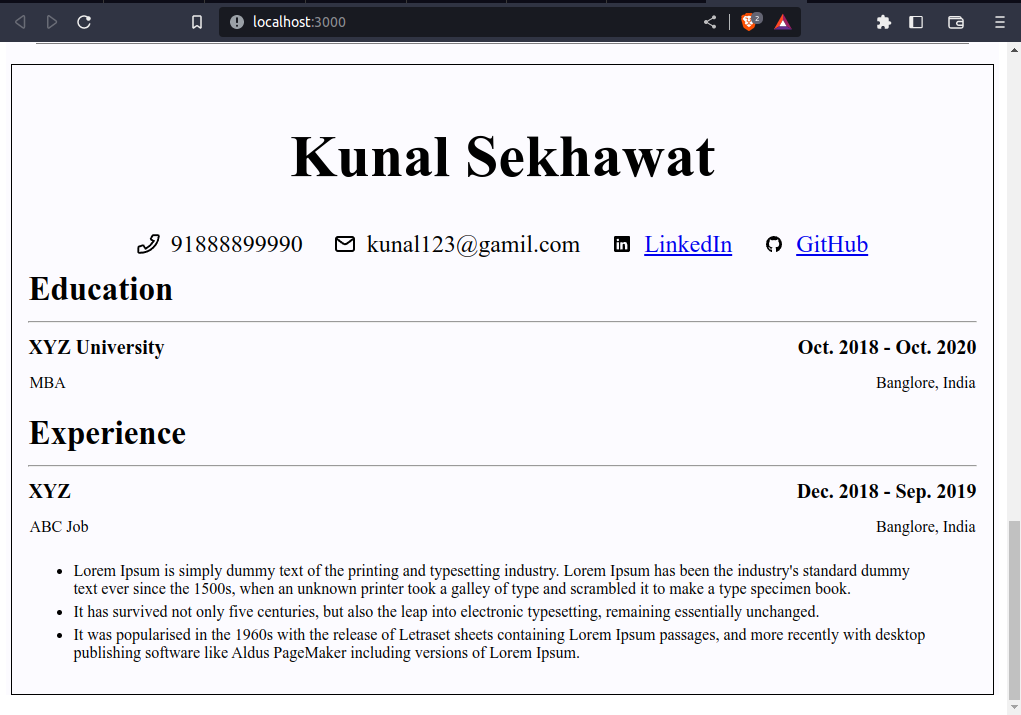 localhost:3000
2
Kunal Sekhawat
91888899990 kunal123@gamil.com LinkedIn GitHub
Education
XYZ University Oct. 2018 - Oct. 2020
MBA Banglore, India
Experience
XYZ Dec. 2018 - Sep. 2019
ABC Job Banglore, India
• Lorem Ipsum is simply dummy text of the printing and typesetting industry. Lorem Ipsum has been the industry's standard dummy
text ever since the 1500s, when an unknown printer took a galley of type and scrambled it to make a type specimen book.
• It has survived not only five centuries, but also the leap into electronic typesetting, remaining essentially unchanged.
• It was popularised in the 1960s with the release of Letraset sheets containing Lorem Ipsum passages, and more recently with desktop
publishing software like Aldus PageMaker including versions of Lorem Ipsum.